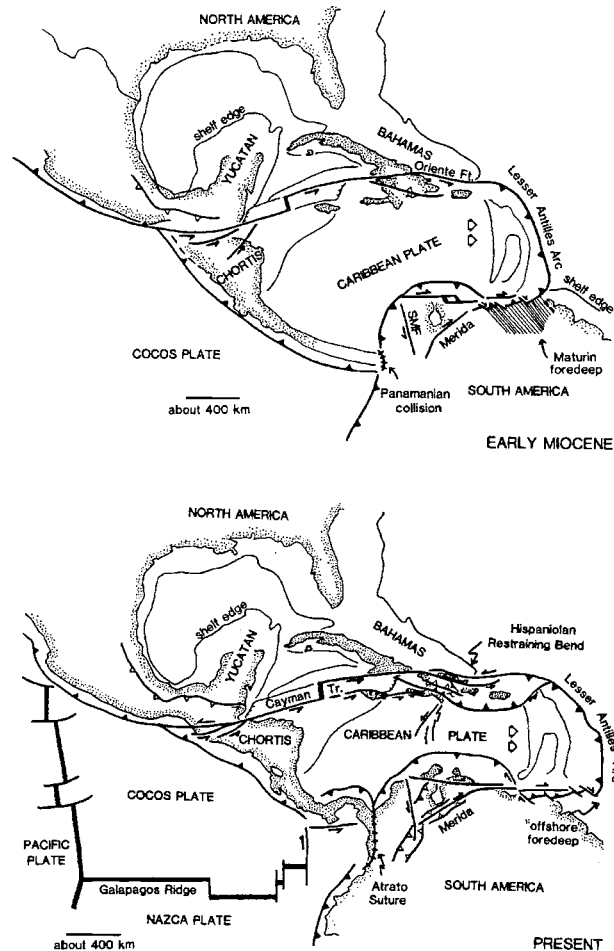 NORTH AMERICA
shelf edge
YUCATAN
BAHAMAS
Oriente Ft.
Lesser
Antilles Arc
CHORTIS
CARIBBEAN PLATE
shelf edge
SMF
Merida
COCOS PLATE
Maturin
foredeep
about 400 km
Panamanian
collision
SOUTH AMERICA
EARLY MIOCENE
NORTH AMERICA
shelf edge
YUCATAN
BAHAMAS
Hispaniolan
Restraining Bend
Cayman Tr.
Lesser
Antilles
CHORTIS
CARIBBEAN
PLATE
COCOS PLATE
PACIFIC
PLATE
Merida
offshore
foredeep
Galapagos Ridge
Atrato
Suture
SOUTH AMERICA
NAZCA PLATE
about 400 km
PRESENT